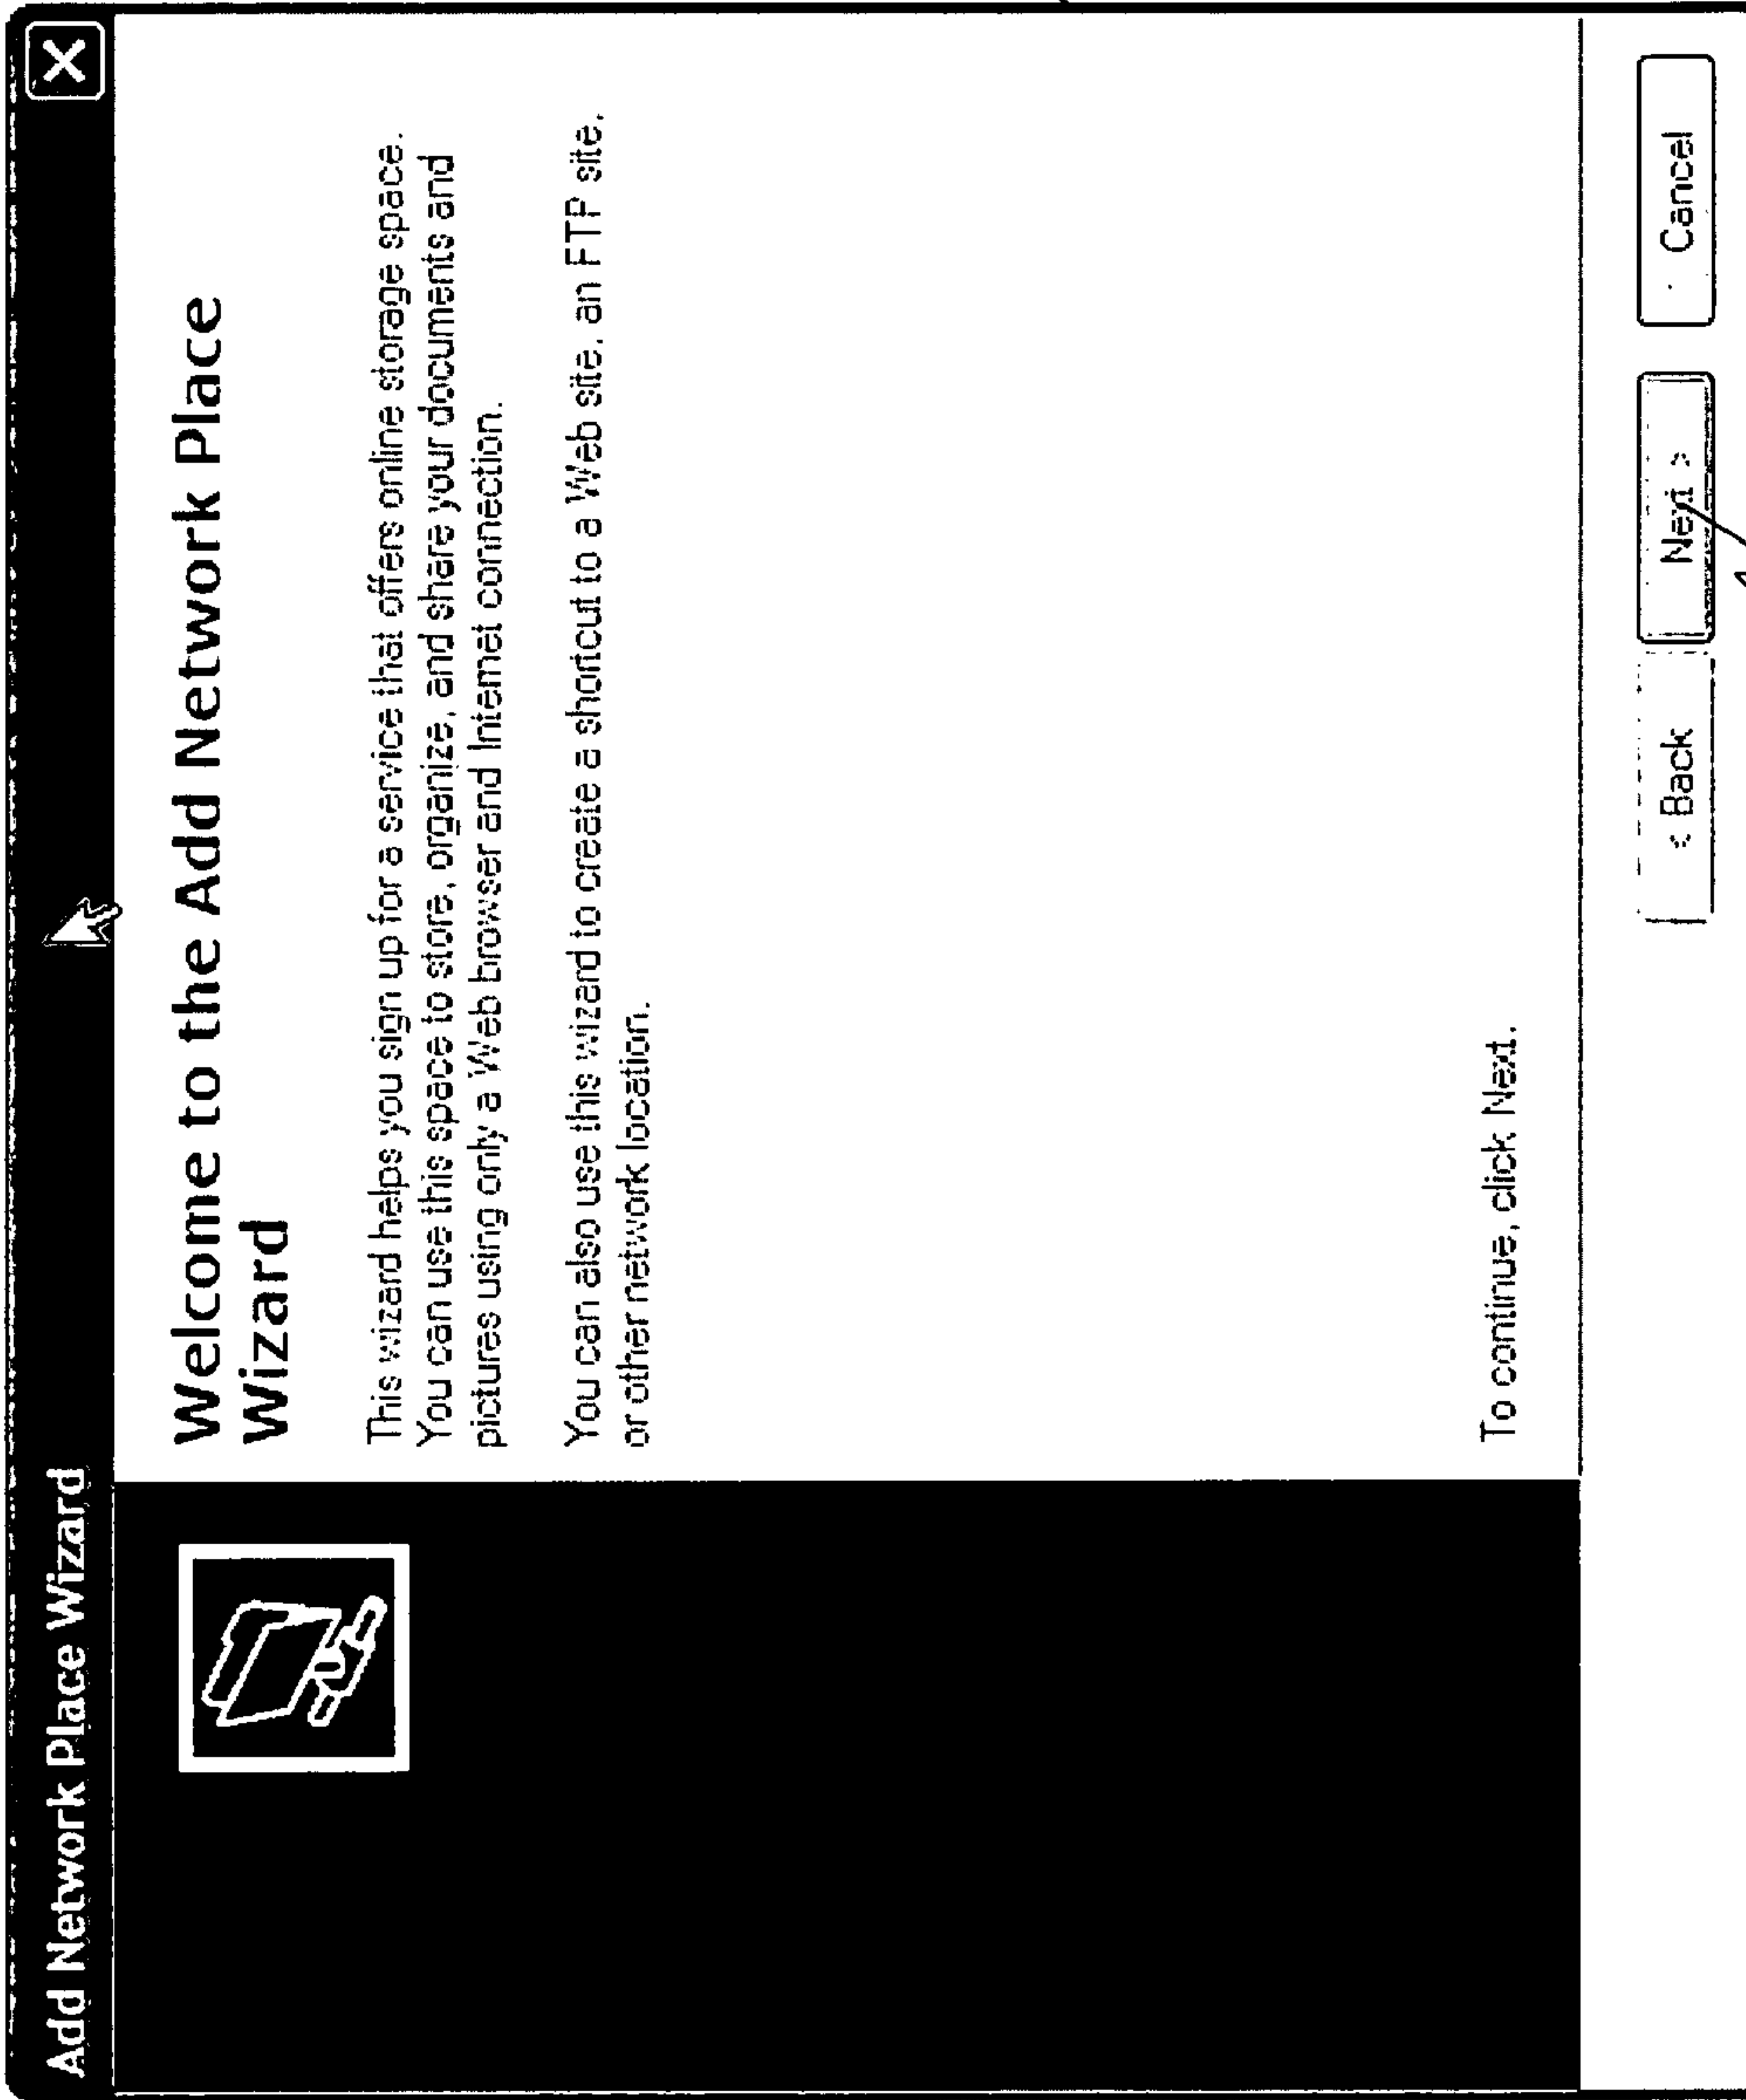 Add Network Place Wizard
Welcome to the Add Network Place
Wizard
This wizard helps you sign up for a service that offers online storage space.
You can use this space to store, organize, and share your documents and
pictures using only a Web browser and Internet connection.
You can also use this wizard to create a shortcut to a Web site, an FTP site,
or other network location.
To continue, click Next.
< Back
Next >
Cancel